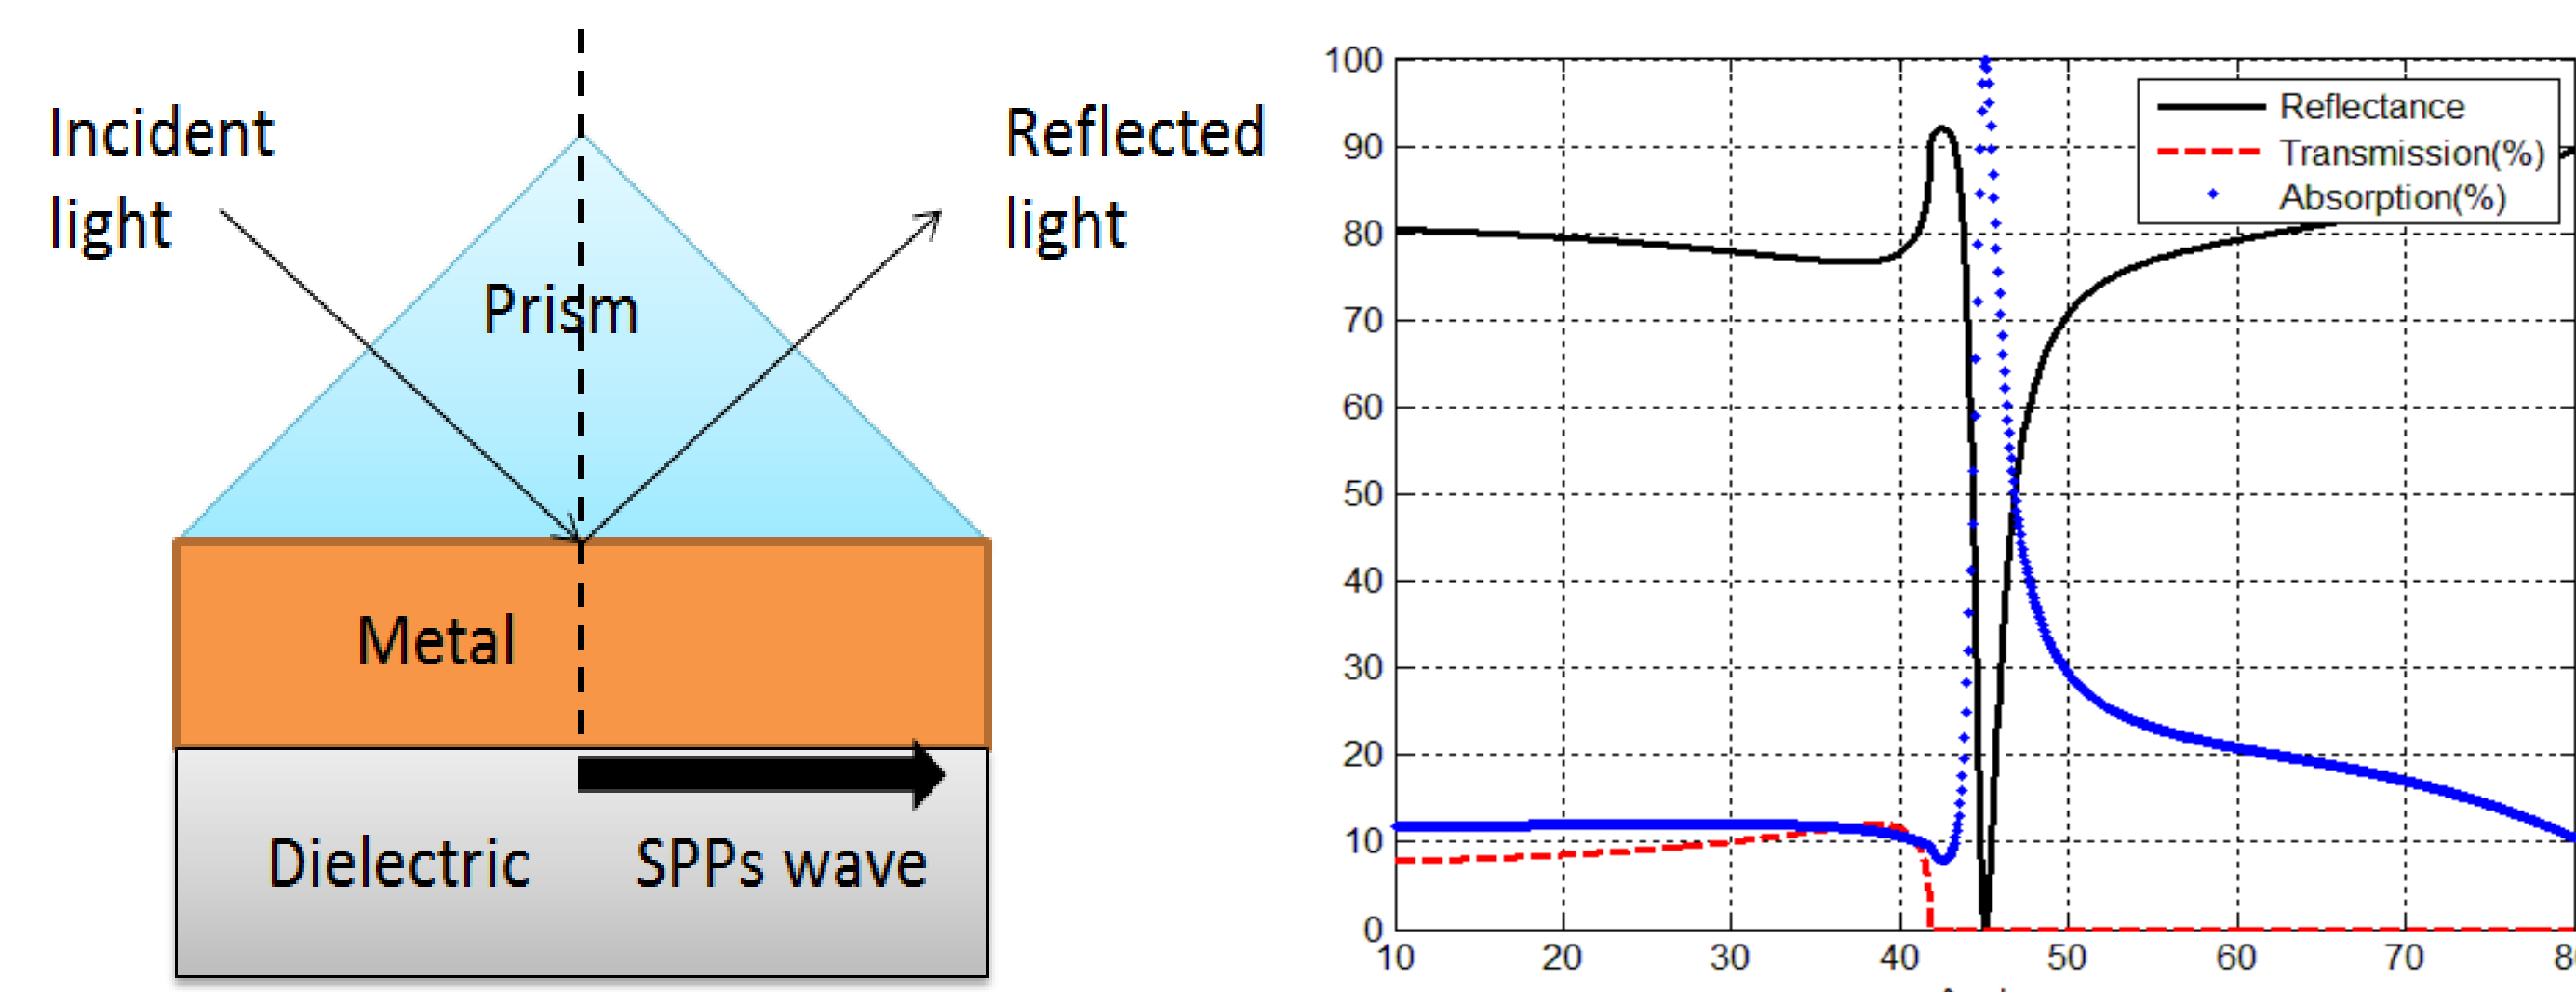 Incident
light
Reflected
light
Prism
Metal
Dielectric
SPPs wave
100
90
80
70
60
50
40
30
20
10
0
10 20 30 40 50 60 70
Reflectance
Transmission(%)
Absorption(%)